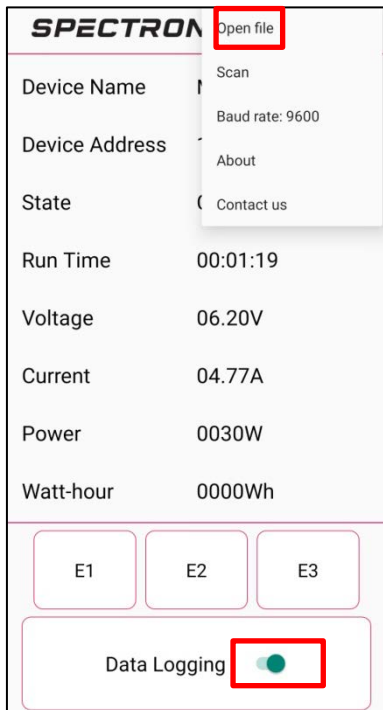 SPECTRON
Open file
Scan
Baud rate: 9600
About
Contact us
Device Name
Device Address
State
Run Time 00:01:19
Voltage 06.20V
Current 04.77A
Power 0030W
Watt-hour 0000Wh
E1 E2 E3
Data Logging